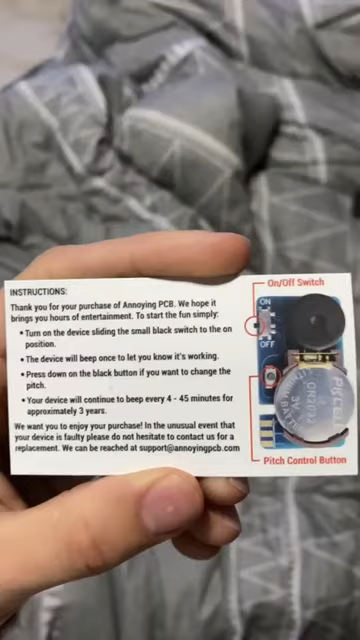 INSTRUCTIONS:
Thank you for your purchase of Annoying PCB. We hope it
brings you hours of entertainment. To start the fun simply:
• Turn on the device sliding the small black switch to the on
position.
• The device will beep once to let you know it's working.
• Press down on the black button if you want to change the
pitch.
• Your device will continue to beep every 4 - 45 minutes for
approximately 3 years.
We want you to enjoy your purchase! In the unusual event that
your device is faulty please do not hesitate to contact us for a
replacement. We can be reached at support@annoyingpcb.com
On/Off Switch
ON
OFF
CR2032
3V
Pitch Control Button